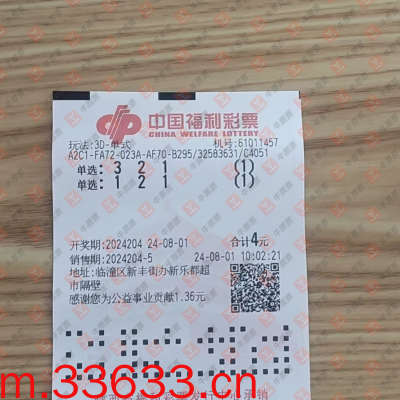 中国福利彩票
CHINA WELFARE LOTTERY
玩法:3D-单式 机号:61011457
A2C1-FA72-023A-AF70-B295/32583631/C4051
单选: 3 2 1 (1)
单选: 1 2 1 (1)
开奖期:2024204 24-08-01 合计4元
销售期:2024204-5 24-08-01 10:02:21
地址:临潼区新丰街办新乐都超
市隔壁
感谢您为公益事业贡献1.36元
m.33633.cn